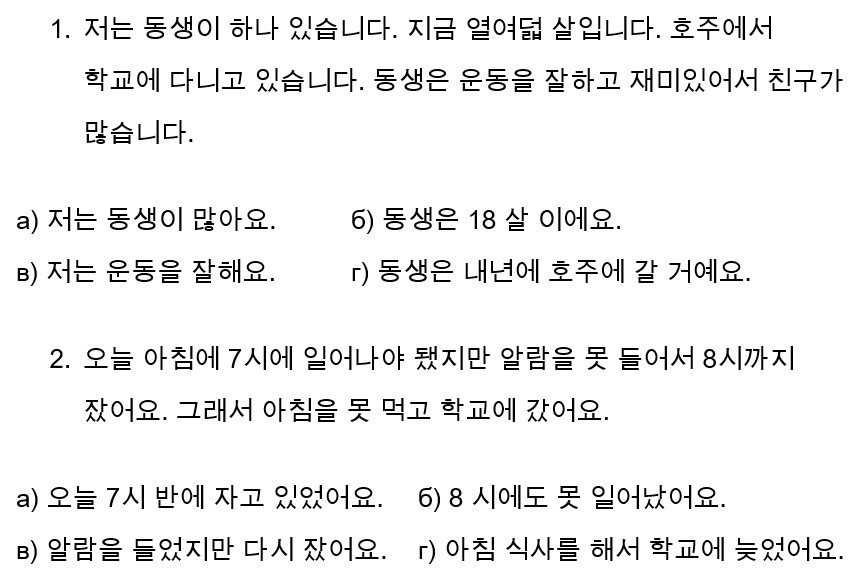 1. 저는 동생이 하나 있습니다. 지금 열여덟 살입니다. 호주에서
학교에 다니고 있습니다. 동생은 운동을 잘하고 재미있어서 친구가
많습니다.
а) 저는 동생이 많아요. б) 동생은 18 살 이에요.
в) 저는 운동을 잘해요. г) 동생은 내년에 호주에 갈 거예요.
2. 오늘 아침에 7시에 일어나야 됐지만 알람을 못 들어서 8시까지
잤어요. 그래서 아침을 못 먹고 학교에 갔어요.
а) 오늘 7시 반에 자고 있었어요. б) 8 시에도 못 일어났어요.
в) 알람을 들었지만 다시 잤어요. г) 아침 식사를 해서 학교에 늦었어요.